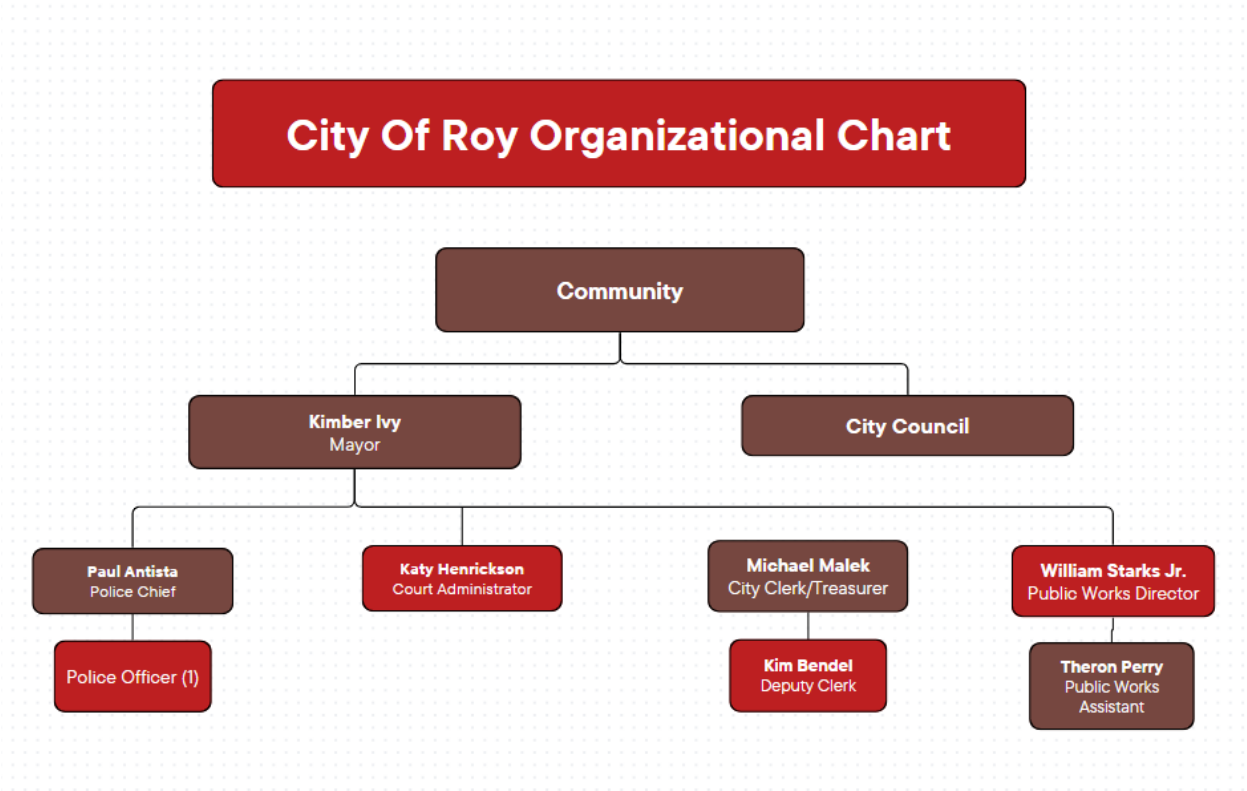 City Of Roy Organizational Chart
Community
Kimber Ivy
Mayor
City Council
Paul Antista
Police Chief
Katy Henrickson
Court Administrator
Michael Malek
City Clerk/Treasurer
William Starks Jr.
Public Works Director
Police Officer (1)
Kim Bendel
Deputy Clerk
Theron Perry
Public Works
Assistant